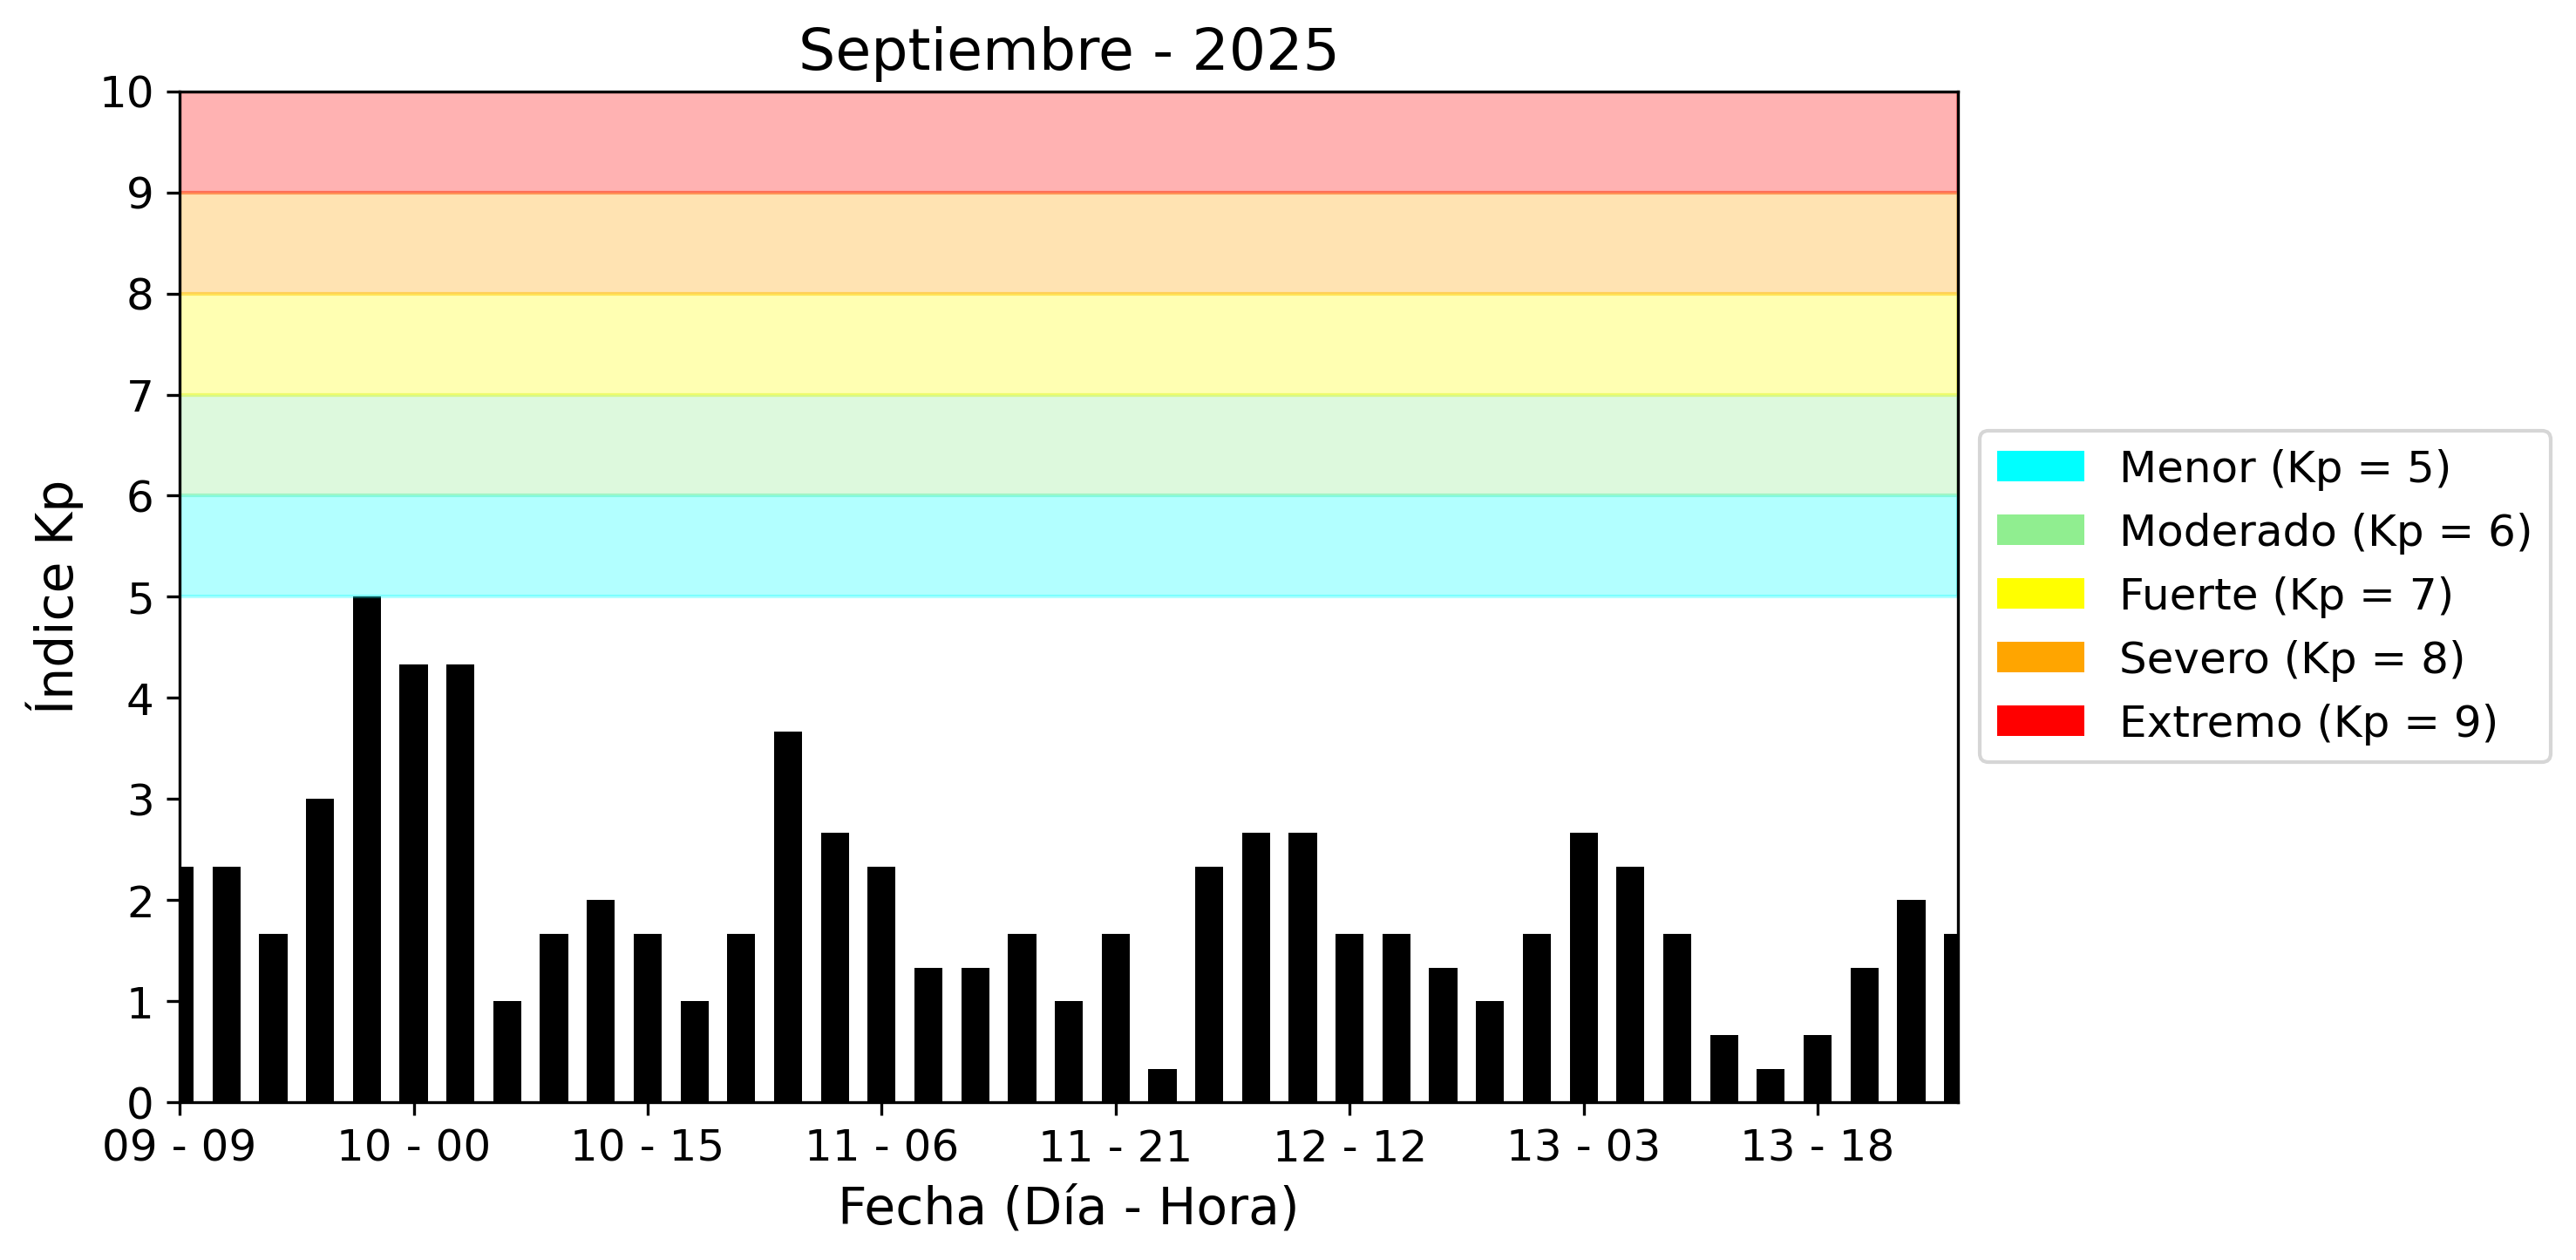 Septiembre - 2025
10
9
8
7
6
5
4
3
2
1
0
Índice Kp
09 - 09
10 - 00
10 - 15
11 - 06
11 - 21
12 - 12
13 - 03
13 - 18
Fecha (Día - Hora)
Menor (Kp = 5)
Moderado (Kp = 6)
Fuerte (Kp = 7)
Severo (Kp = 8)
Extremo (Kp = 9)